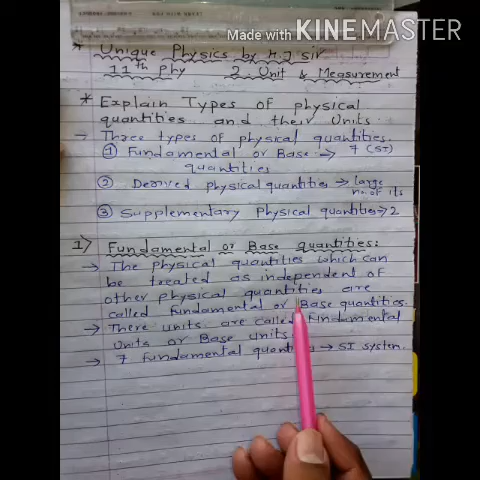 Made with KINEMASTER
* Unique Physics by H.J sir
11th Phy 2. Unit & Measurement
* Explain Types of physical
quantities and their Units.
→ Three types of physical quantities.
① Fundamental or Base → 7 (SI)
quantities
② Derived physical quantities → large
no. of its
③ Supplementary Physical quantities → 2
1) Fundamental or Base quantities:
→ The physical quantities which can
be treated as independent of
other physical quantities are
called fundamental or Base quantities.
→ There units are called fundamental
Units or Base units.
→ 7 fundamental quantities → SI system.